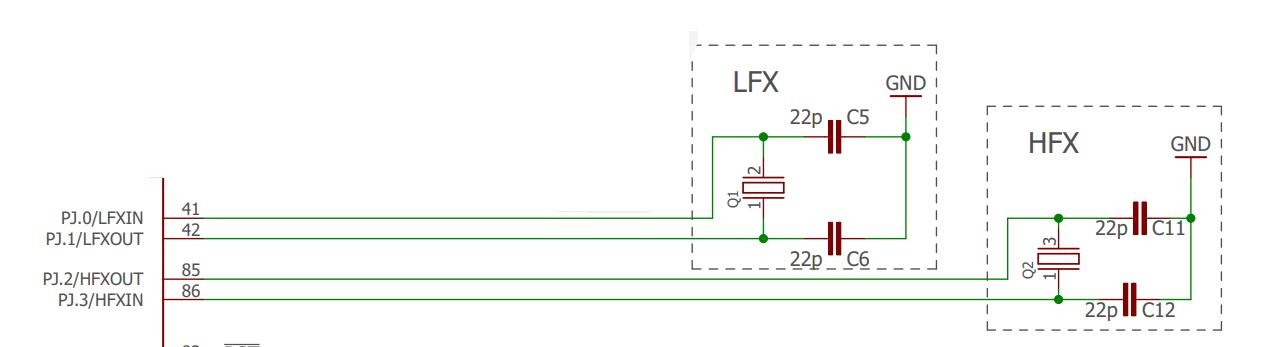 LFX
GND
22p C5
2
Q1
1
22p C6
HFX
GND
22p C11
3
Q2
1
22p C12
PJ.0/LFXIN 41
PJ.1/LFXOUT 42
PJ.2/HFXOUT 85
PJ.3/HFXIN 86